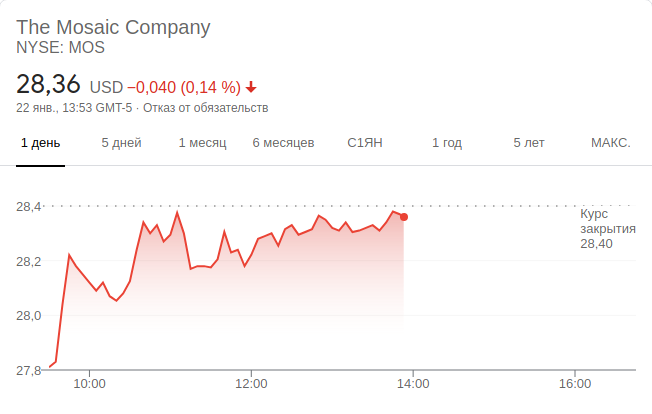 The Mosaic Company
NYSE: MOS
28,36 USD −0,040 (0,14 %)
22 янв., 13:53 GMT-5 · Отказ от обязательств
1 день 5 дней 1 месяц 6 месяцев С1ЯН 1 год 5 лет МАКС.
28,4
Курс
закрытия
28,40
28,2
28,0
27,8
10:00 12:00 14:00 16:00